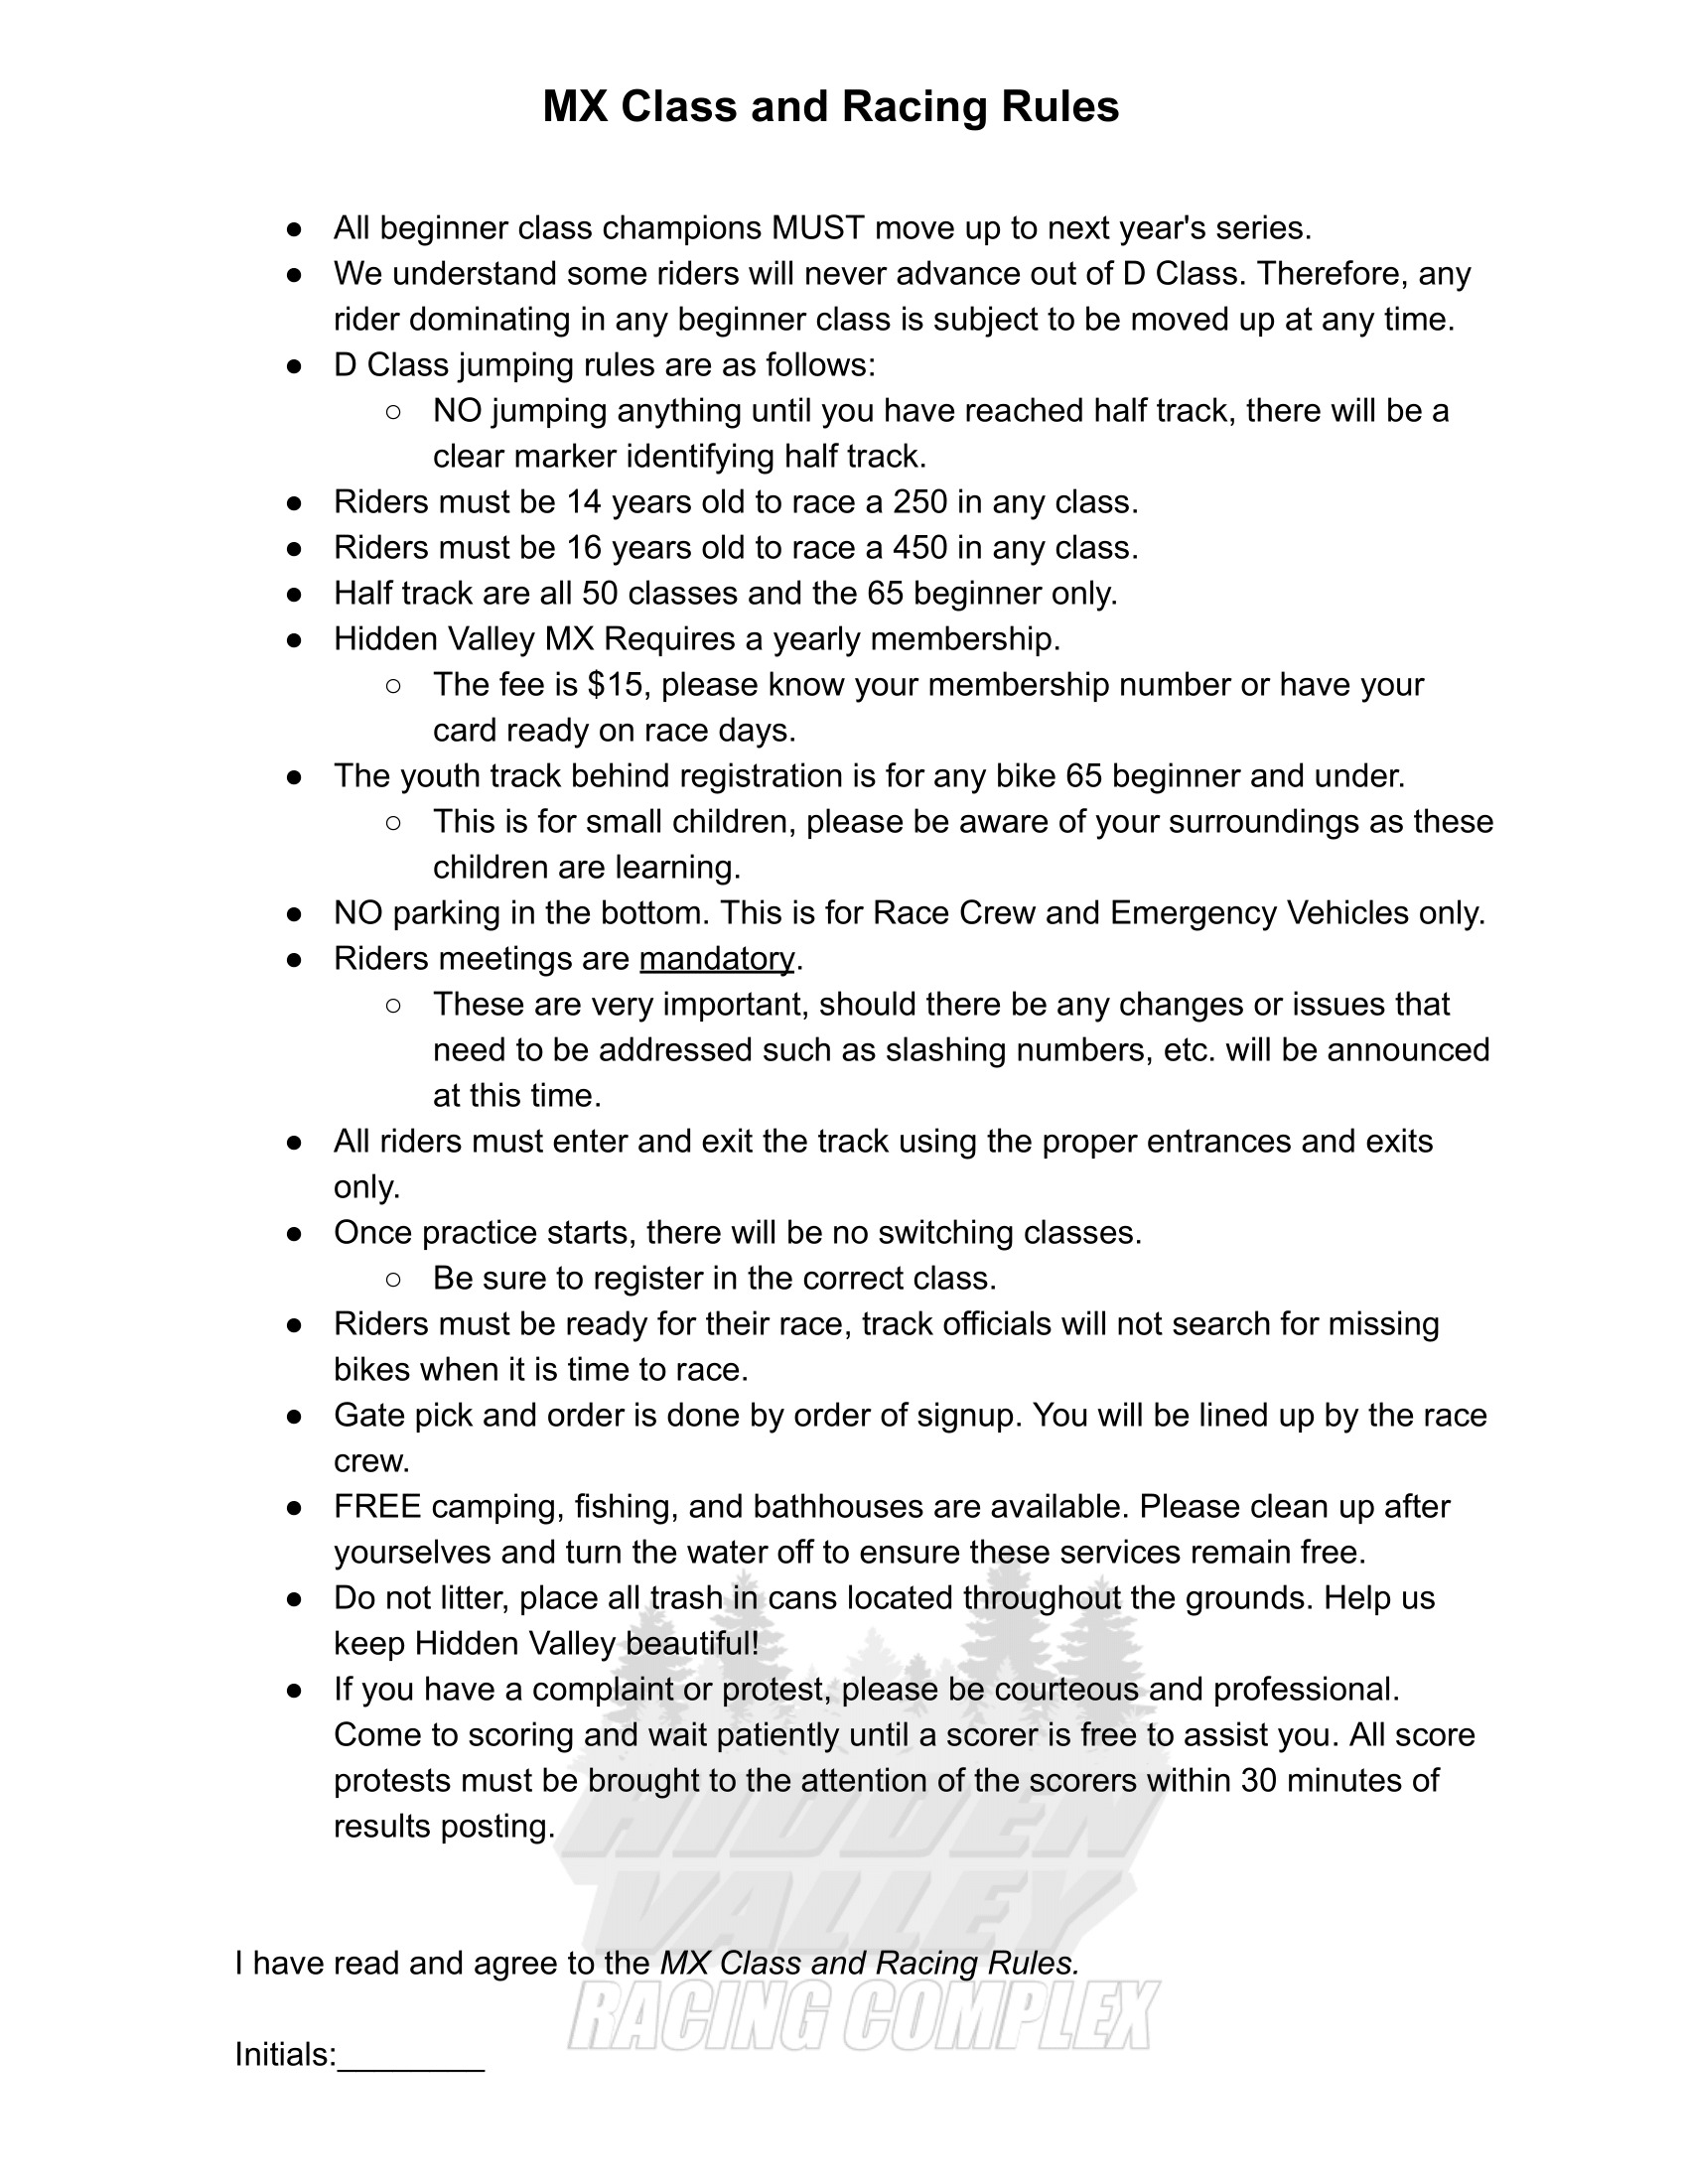 MX Class and Racing Rules
● All beginner class champions MUST move up to next year's series.
● We understand some riders will never advance out of D Class. Therefore, any
rider dominating in any beginner class is subject to be moved up at any time.
● D Class jumping rules are as follows:
○ NO jumping anything until you have reached half track, there will be a
clear marker identifying half track.
● Riders must be 14 years old to race a 250 in any class.
● Riders must be 16 years old to race a 450 in any class.
● Half track are all 50 classes and the 65 beginner only.
● Hidden Valley MX Requires a yearly membership.
○ The fee is $15, please know your membership number or have your
card ready on race days.
● The youth track behind registration is for any bike 65 beginner and under.
○ This is for small children, please be aware of your surroundings as these
children are learning.
● NO parking in the bottom. This is for Race Crew and Emergency Vehicles only.
● Riders meetings are mandatory.
○ These are very important, should there be any changes or issues that
need to be addressed such as slashing numbers, etc. will be announced
at this time.
● All riders must enter and exit the track using the proper entrances and exits
only.
● Once practice starts, there will be no switching classes.
○ Be sure to register in the correct class.
● Riders must be ready for their race, track officials will not search for missing
bikes when it is time to race.
● Gate pick and order is done by order of signup. You will be lined up by the race
crew.
● FREE camping, fishing, and bathhouses are available. Please clean up after
yourselves and turn the water off to ensure these services remain free.
● Do not litter, place all trash in cans located throughout the grounds. Help us
keep Hidden Valley beautiful!
● If you have a complaint or protest, please be courteous and professional.
Come to scoring and wait patiently until a scorer is free to assist you. All score
protests must be brought to the attention of the scorers within 30 minutes of
results posting.
HIDDEN
VALLEY
I have read and agree to the MX Class and Racing Rules.
RACING COMPLEX
Initials:________